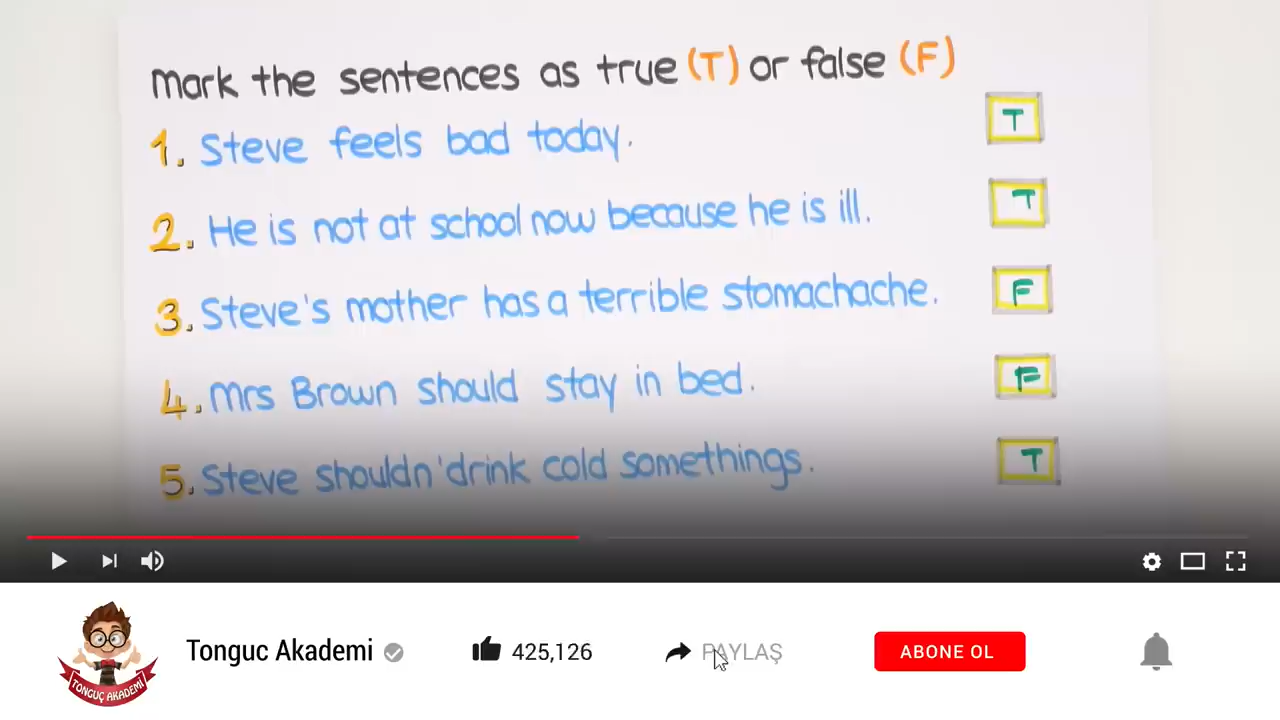 Mark the sentences as true (T) or false (F)
1. Steve feels bad today. T
2. He is not at school now because he is ill. T
3. Steve's mother has a terrible stomachache. F
4. Mrs Brown should stay in bed. F
5. Steve shouldn'drink cold somethings. T
TONGUÇ AKADEMİ
Tonguc Akademi 425,126 PAYLAŞ ABONE OL